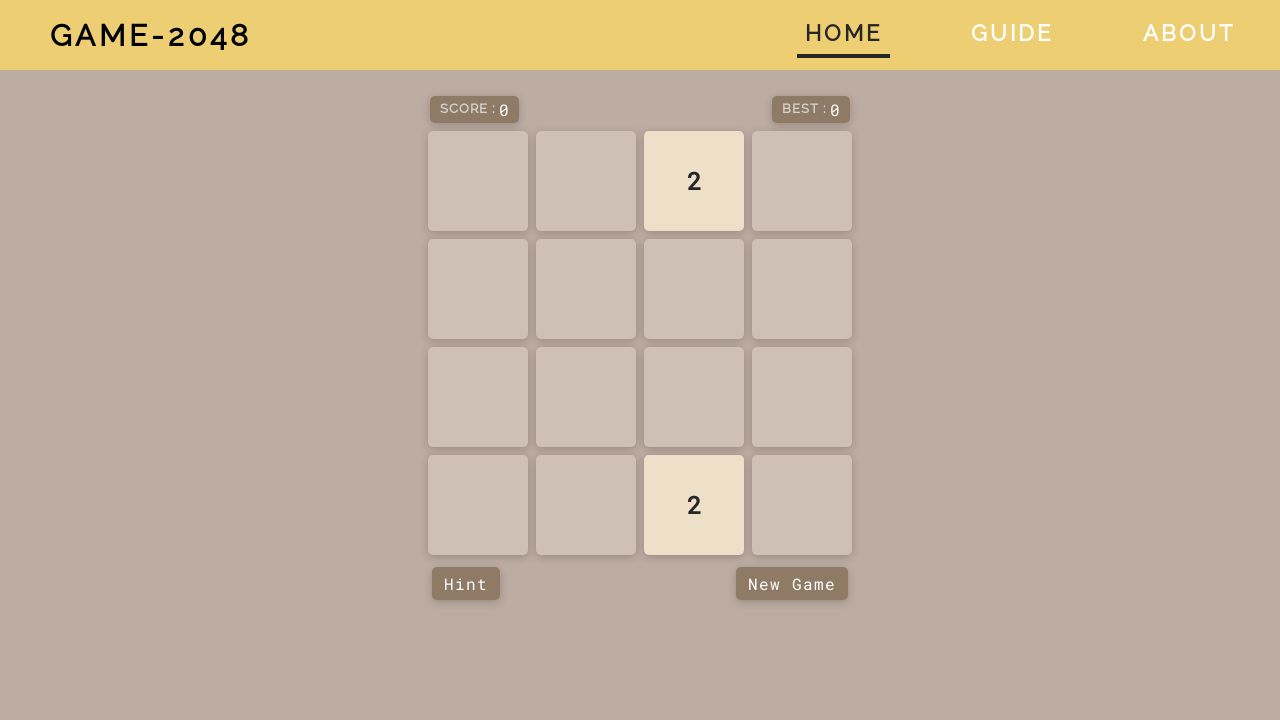 GAME-2048
HOME
GUIDE
ABOUT
SCORE : 0
BEST : 0
2
2
Hint
New Game